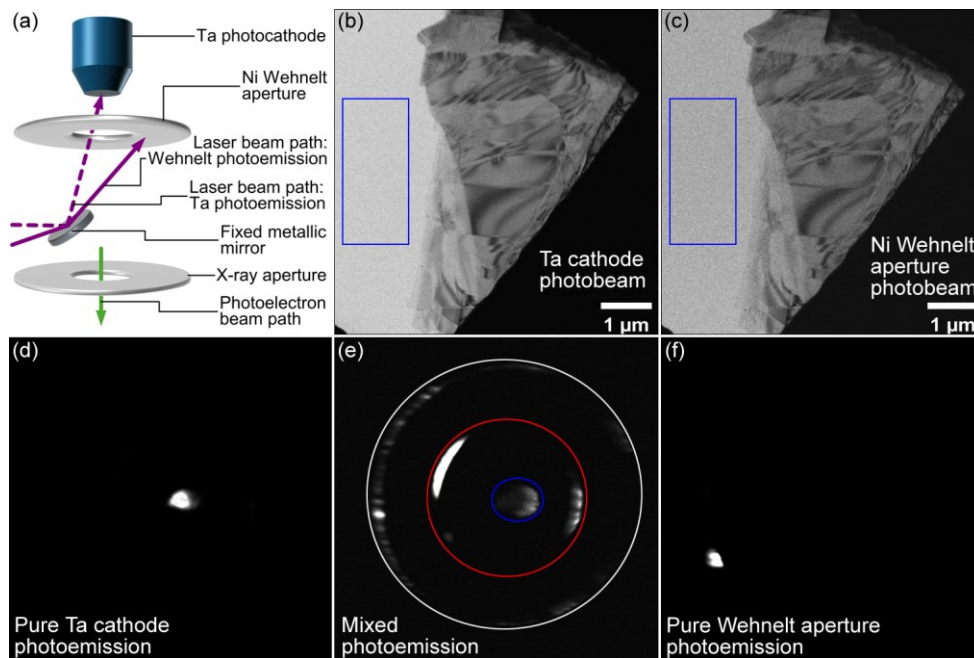 (a)
Ta photocathode
Ni Wehnelt
aperture
Laser beam path:
Wehnelt photoemission
Laser beam path:
Ta photoemission
Fixed metallic
mirror
X-ray aperture
Photoelectron
beam path
(b)
Ta cathode
photobeam
1 µm
(c)
Ni Wehnelt
aperture
photobeam
1 µm
(d)
Pure Ta cathode
photoemission
(e)
Mixed
photoemission
(f)
Pure Wehnelt aperture
photoemission